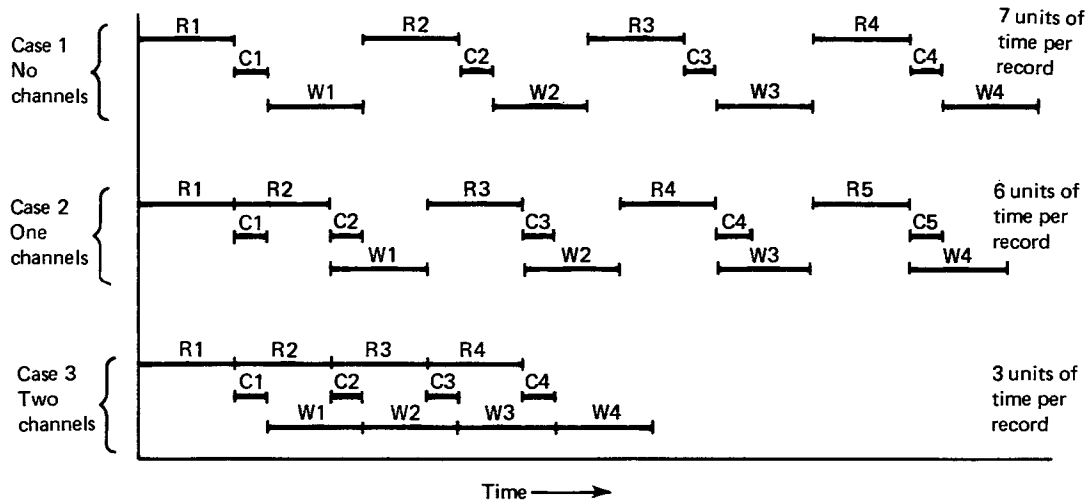 Case 1
No
channels
R1 R2 R3 R4
C1 C2 C3 C4
W1 W2 W3 W4
7 units of
time per
record
Case 2
One
channels
R1 R2 R3 R4 R5
C1 C2 C3 C4 C5
W1 W2 W3 W4
6 units of
time per
record
Case 3
Two
channels
R1 R2 R3 R4
C1 C2 C3 C4
W1 W2 W3 W4
3 units of
time per
record
Time